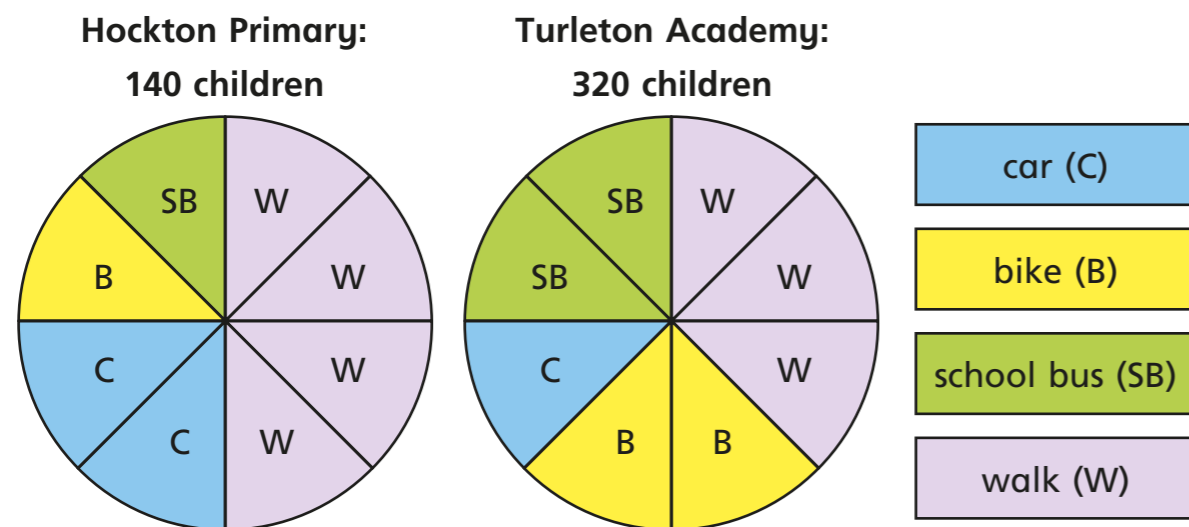 Hockton Primary:
140 children
SB
W
B
W
C
W
C
W
Turleton Academy:
320 children
SB
W
SB
W
C
W
B
B
car (C)
bike (B)
school bus (SB)
walk (W)